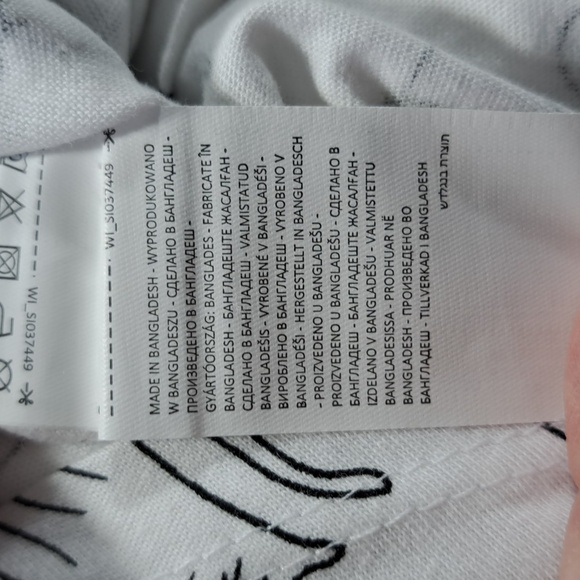 WI_SI037449
WI_SI037449
MADE IN BANGLADESH - WYPRODUKOWANO
W BANGLADESZU - СДЕЛАНО В БАНГЛАДЕШ -
ПРОИЗВЕДЕНО В БАНГЛАДЕШ -
GYÁRTÓORSZÁG: BANGLADES - FABRICATE ÎN
BANGLADESH - БАНГЛАДЕШТЕ ЖАСАЛҒАН -
СДЕЛАНО В БАНГЛАДЕШ - VALMISTATUD
BANGLADEŠIS - VYROBENÉ V BANGLADÉŠI -
ВИРОБЛЕНО В БАНГЛАДЕШ - VYROBENO V
BANGLADÉŠI - HERGESTELLT IN BANGLADESCH
- PROIZVEDENO U BANGLADEŠU -
PROIZVEDENO U BANGLADEŠU - СДЕЛАНО В
БАНГЛАДЕШ - БАНГЛАДЕШТЕ ЖАСАЛҒАН -
IZDELANO V BANGLADEŠU - VALMISTETTU
BANGLADESISSA - PRODHUAR NË
BANGLADESH - ПРОИЗВЕДЕНО ВО
БАНГЛАДЕШ - TILLVERKAD I BANGLADESH
תוצרת בנגלדש